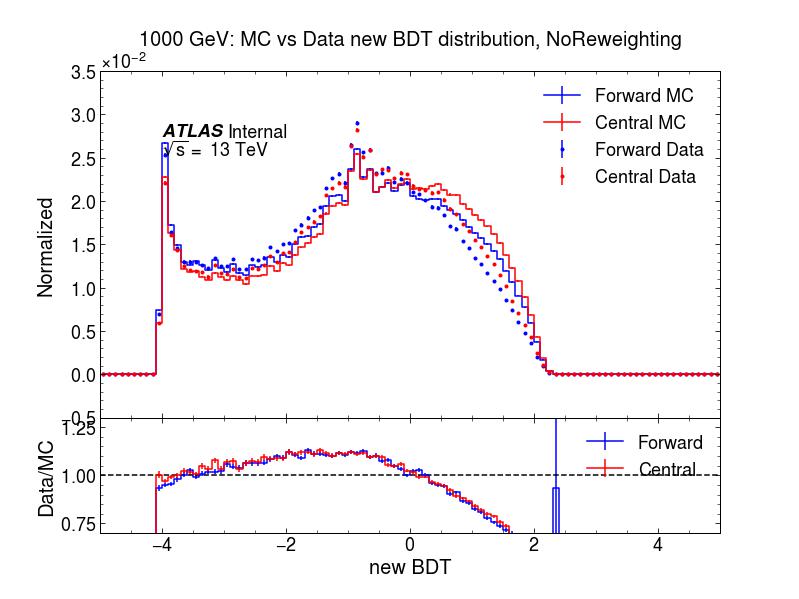 1000 GeV: MC vs Data new BDT distribution, NoReweighting
×10⁻²
3.5
3.0
2.5
2.0
1.5
1.0
0.5
0.0
−0.5
Normalized
ATLAS Internal
√s = 13 TeV
Forward MC
Central MC
Forward Data
Central Data
1.25
1.00
0.75
Data/MC
Forward
Central
−4 −2 0 2 4
new BDT